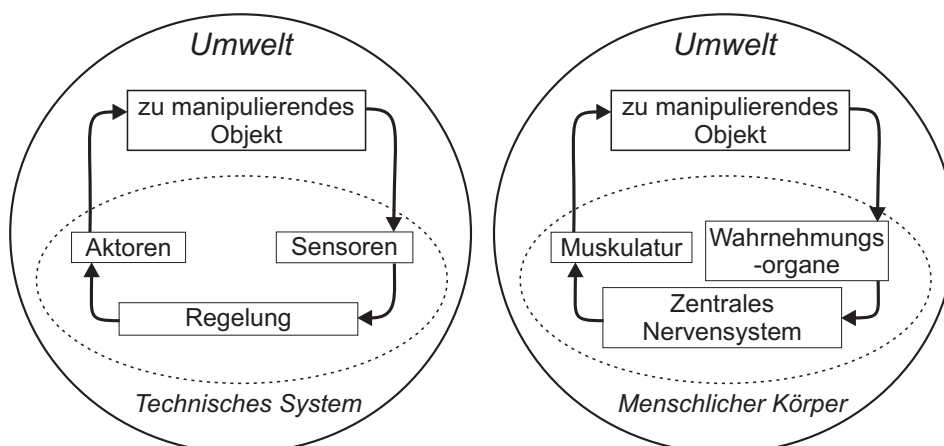 Umwelt
zu manipulierendes
Objekt
Aktoren
Sensoren
Regelung
Technisches System
Umwelt
zu manipulierendes
Objekt
Muskulatur
Wahrnehmungs
-organe
Zentrales
Nervensystem
Menschlicher Körper